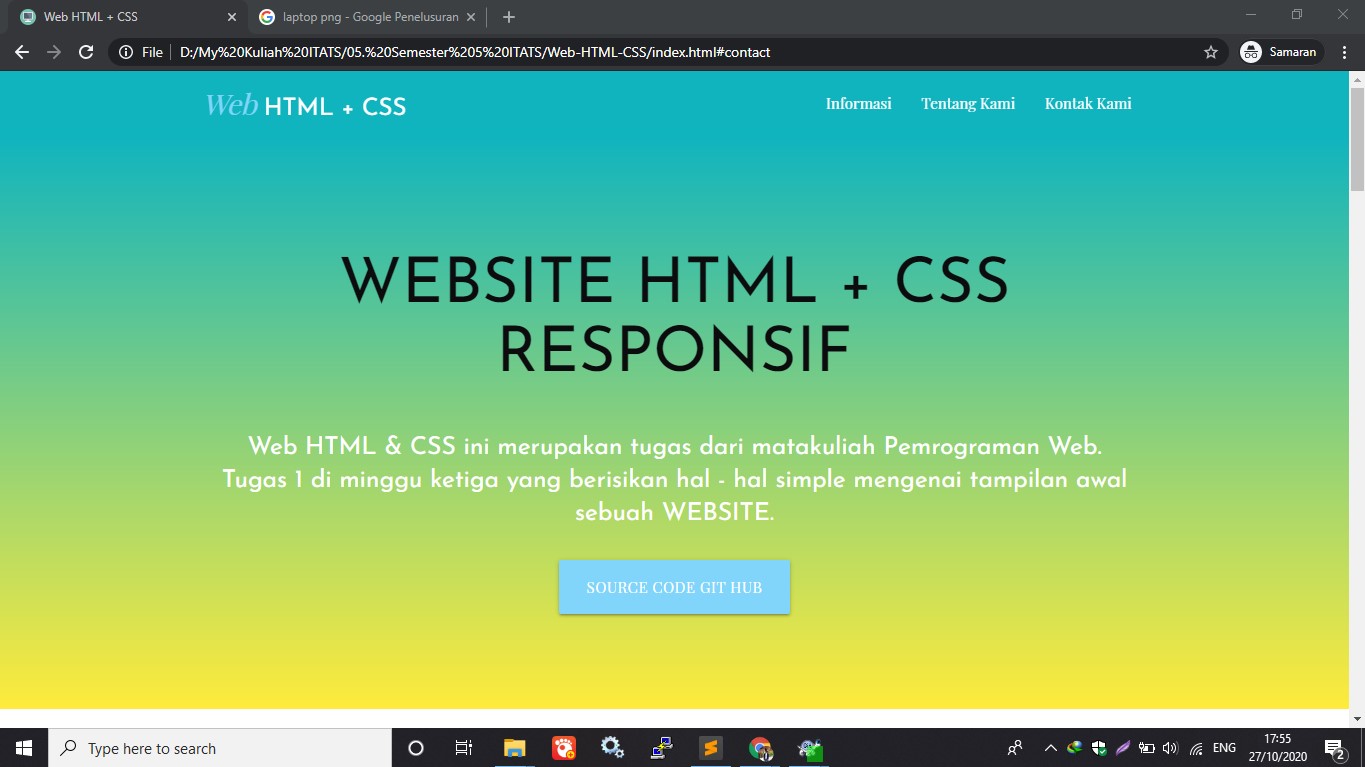 Web HTML + CSS
laptop png - Google Penelusuran
File
D:/My%20Kuliah%20ITATS/05.%20Semester%205%20ITATS/Web-HTML-CSS/index.html#contact
Samaran
Web HTML + CSS
Informasi
Tentang Kami
Kontak Kami
WEBSITE HTML + CSS
RESPONSIF
Web HTML & CSS ini merupakan tugas dari matakuliah Pemrograman Web.
Tugas 1 di minggu ketiga yang berisikan hal - hal simple mengenai tampilan awal
sebuah WEBSITE.
SOURCE CODE GIT HUB
Type here to search
ENG
17:55
27/10/2020
2